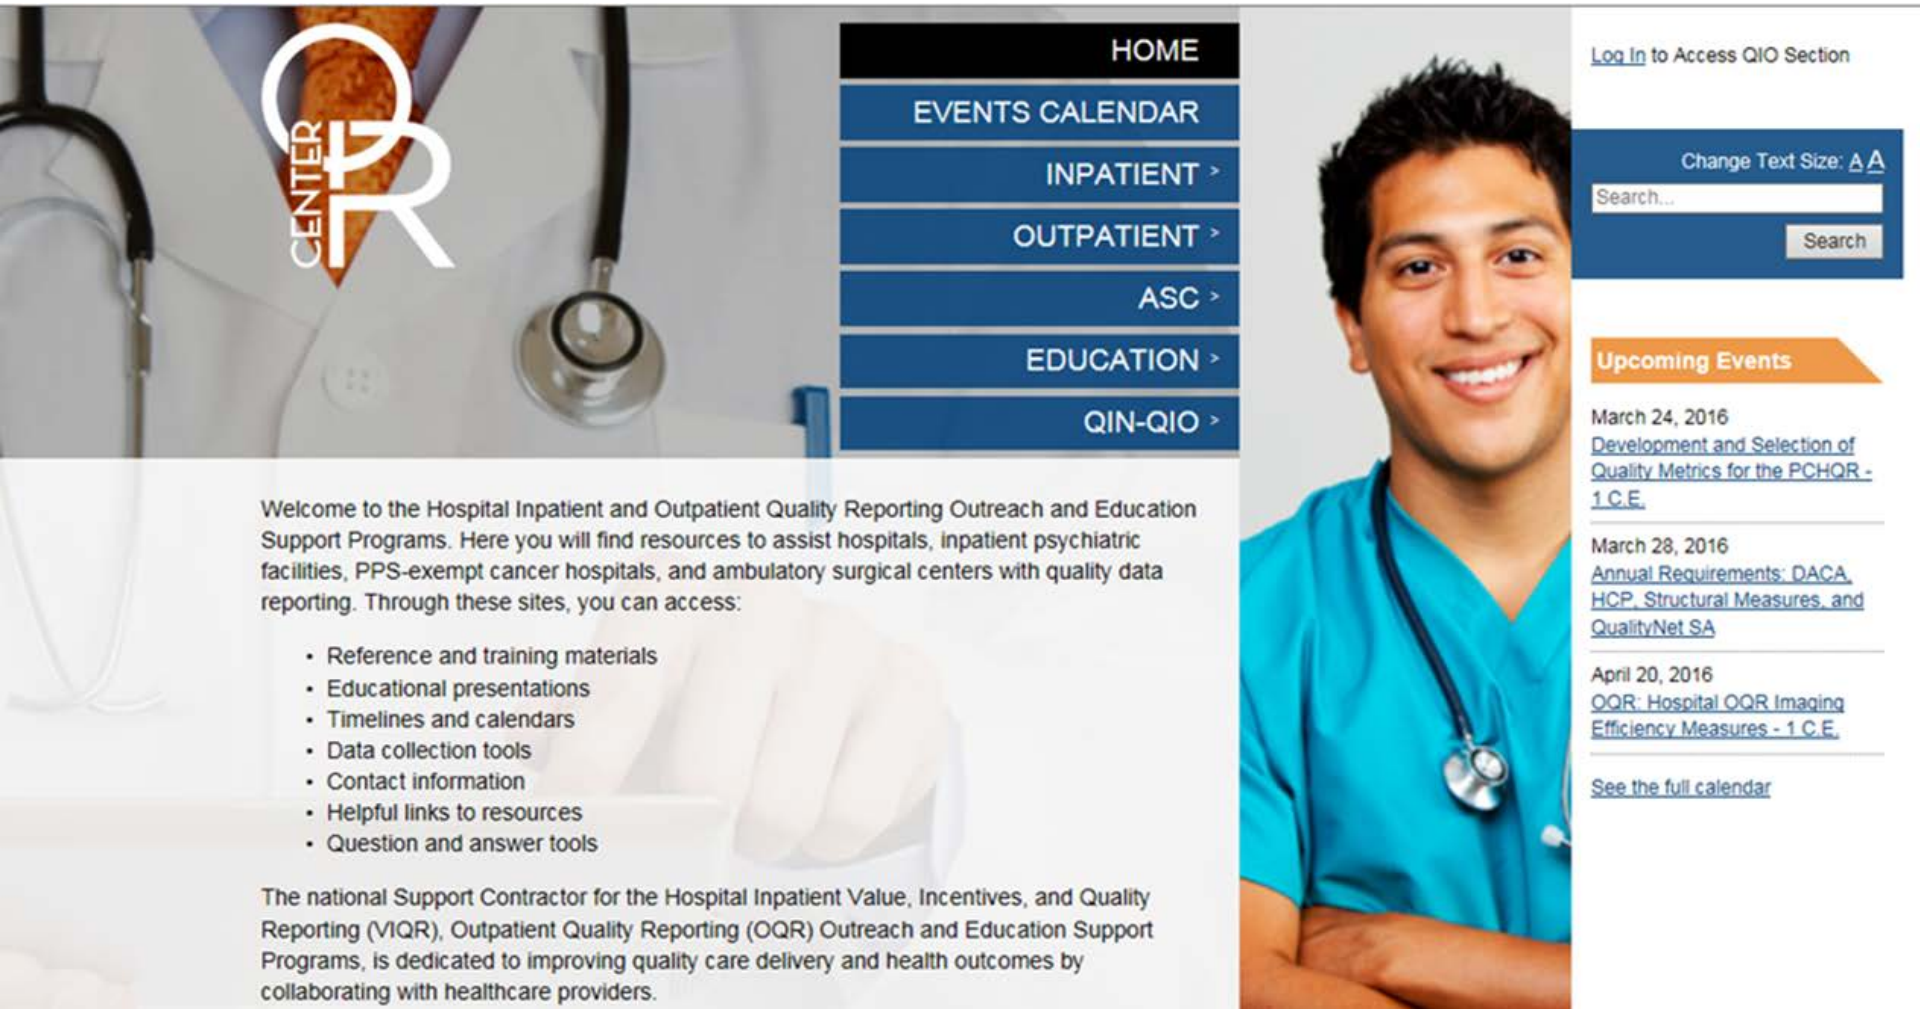 QR
CENTER
HOME
EVENTS CALENDAR
INPATIENT >
OUTPATIENT >
ASC >
EDUCATION >
QIN-QIO >
Welcome to the Hospital Inpatient and Outpatient Quality Reporting Outreach and Education
Support Programs. Here you will find resources to assist hospitals, inpatient psychiatric
facilities, PPS-exempt cancer hospitals, and ambulatory surgical centers with quality data
reporting. Through these sites, you can access:
• Reference and training materials
• Educational presentations
• Timelines and calendars
• Data collection tools
• Contact information
• Helpful links to resources
• Question and answer tools
The national Support Contractor for the Hospital Inpatient Value, Incentives, and Quality
Reporting (VIQR), Outpatient Quality Reporting (OQR) Outreach and Education Support
Programs, is dedicated to improving quality care delivery and health outcomes by
collaborating with healthcare providers.
Log In to Access QIO Section
Change Text Size: A A
Search...
Search
Upcoming Events
March 24, 2016
Development and Selection of
Quality Metrics for the PCHQR -
1 C.E.
March 28, 2016
Annual Requirements: DACA,
HCP, Structural Measures, and
QualityNet SA
April 20, 2016
OQR: Hospital OQR Imaging
Efficiency Measures - 1 C.E.
See the full calendar